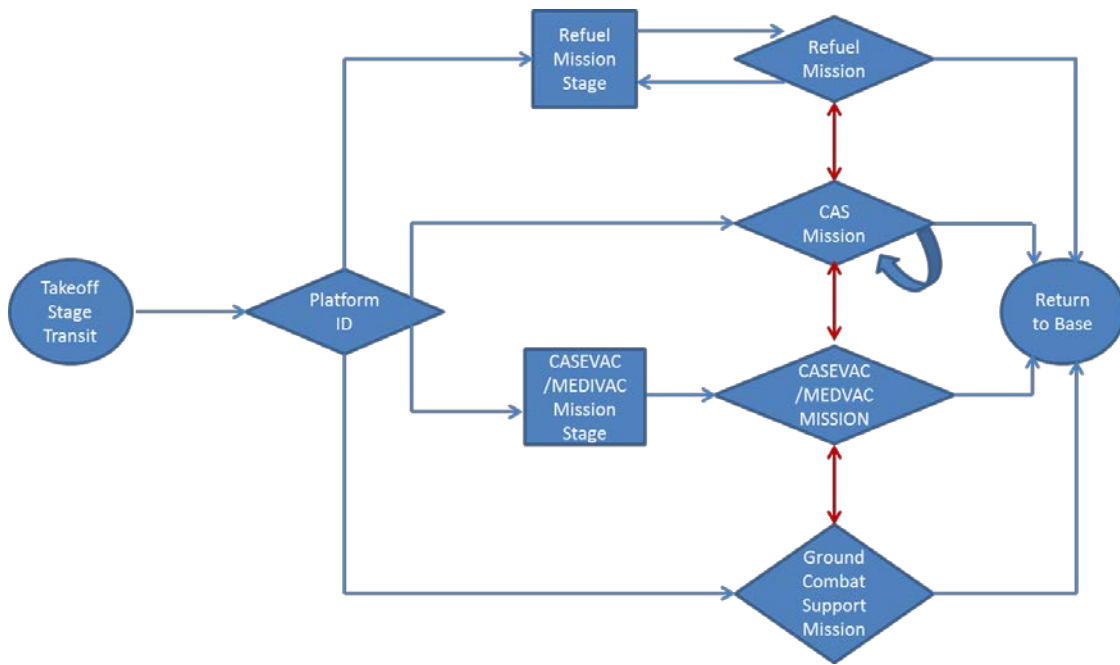 Refuel
Mission
Stage
Refuel
Mission
CAS
Mission
Takeoff
Stage
Transit
Platform
ID
Return
to Base
CASEVAC
/MEDIVAC
Mission
Stage
CASEVAC
/MEDVAC
MISSION
Ground
Combat
Support
Mission